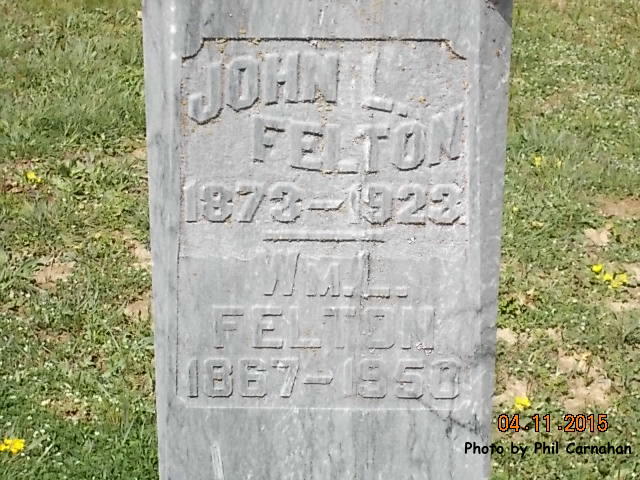 JOHN L.
FELTON
1873-1923
WM. L.
FELTON
1867-1950
04.11.2015
Photo by Phil Carnahan